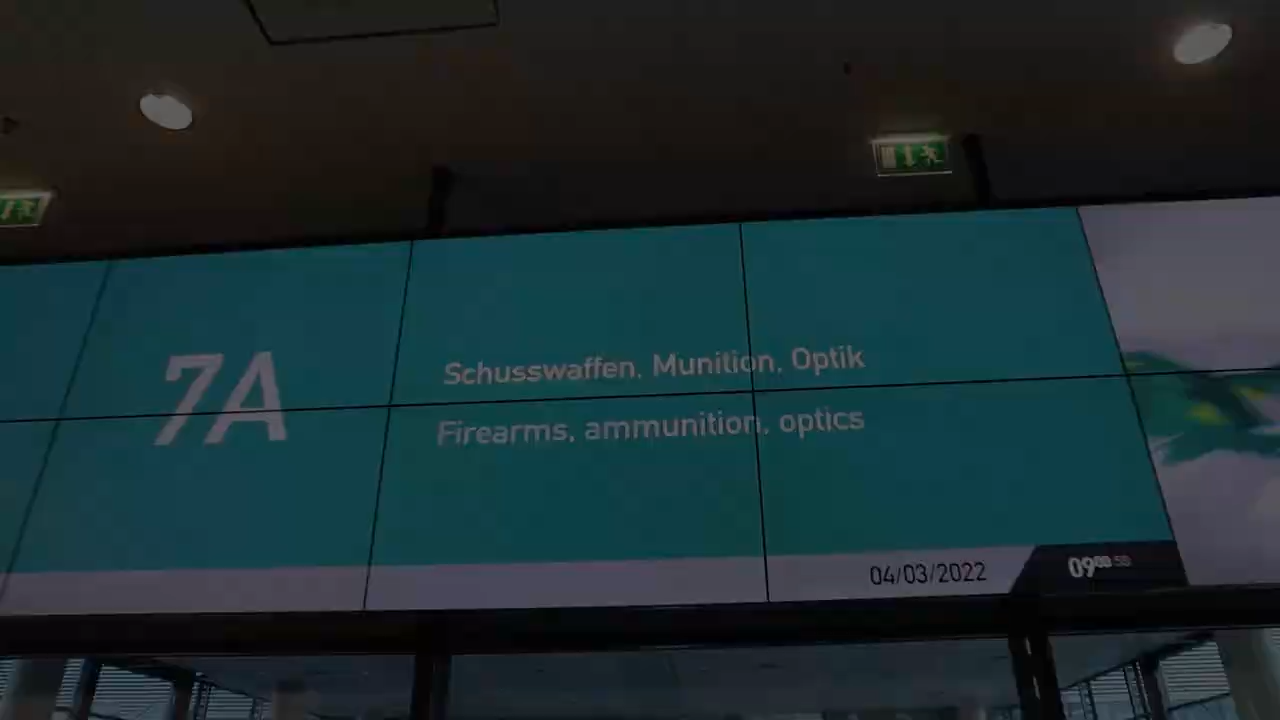 7A
Schusswaffen, Munition, Optik
Firearms, ammunition, optics
04/03/2022